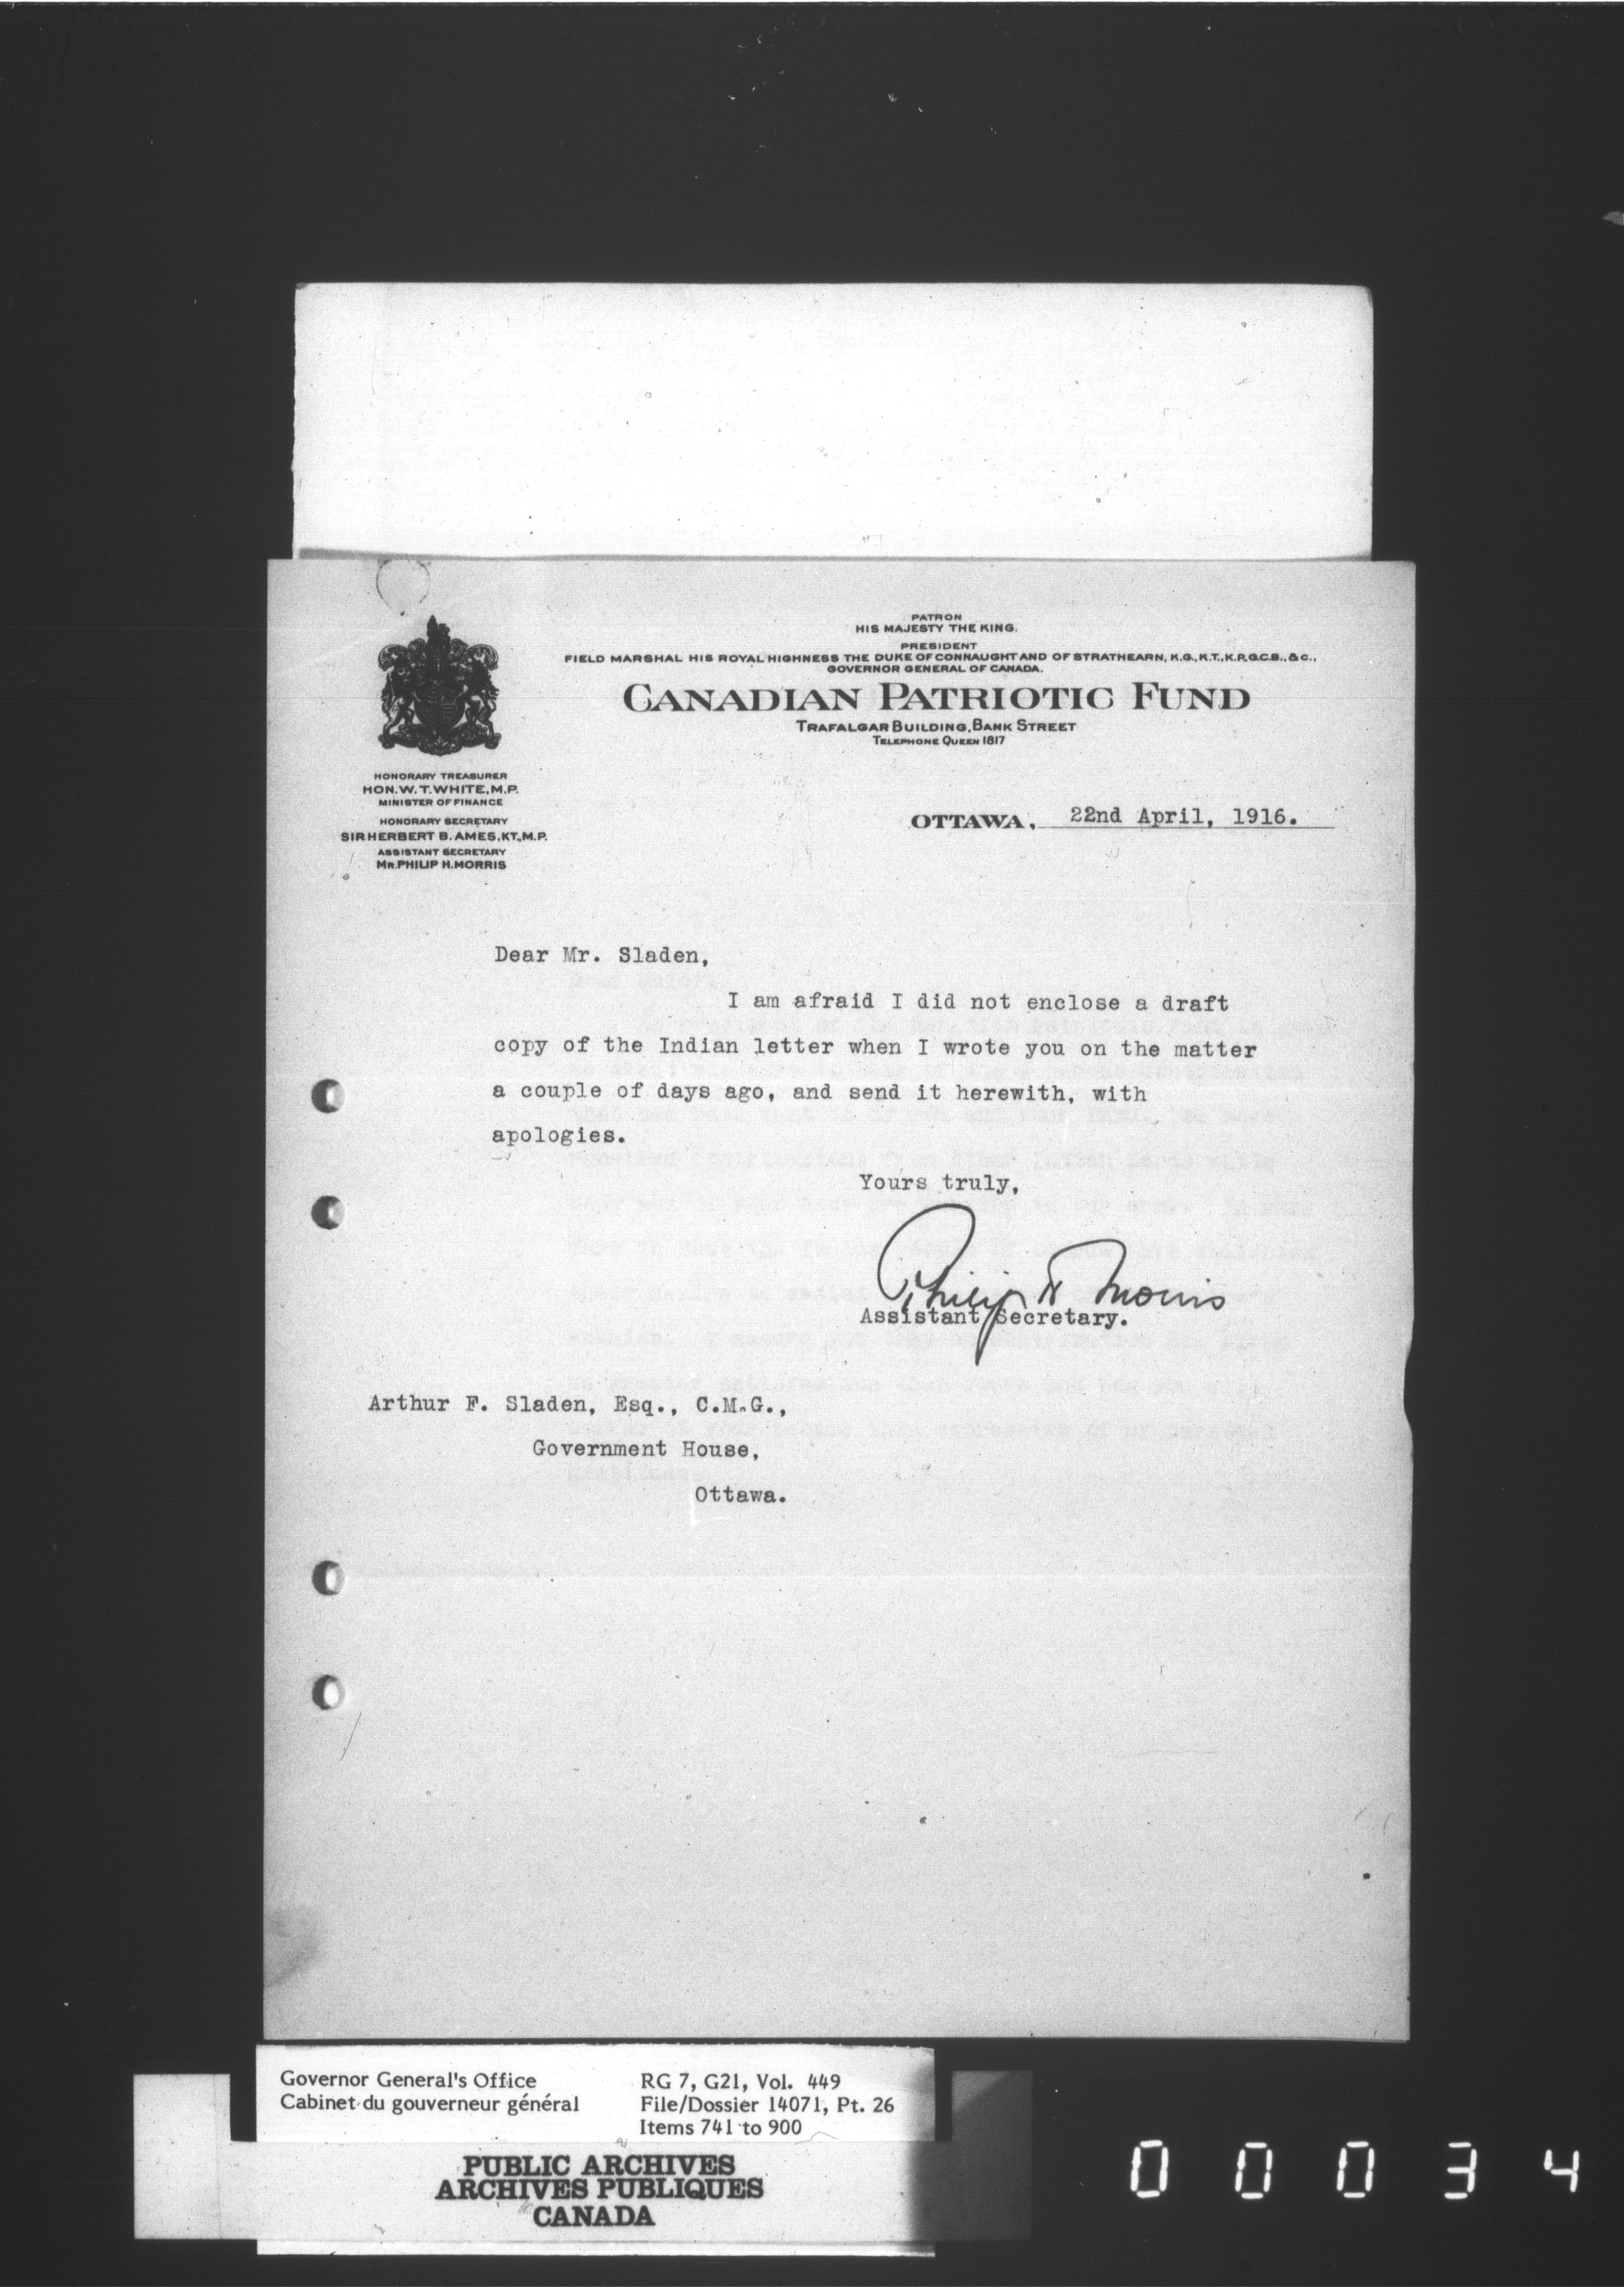 PATRON
HIS MAJESTY THE KING.
PRESIDENT
FIELD MARSHAL HIS ROYAL HIGHNESS THE DUKE OF CONNAUGHT AND OF STRATHEARN, K.G., K.T., K.P., G.C.B., &c.,
GOVERNOR GENERAL OF CANADA.
CANADIAN PATRIOTIC FUND
TRAFALGAR BUILDING, BANK STREET
TELEPHONE QUEEN 1817
HONORARY TREASURER
HON. W. T. WHITE, M.P.
MINISTER OF FINANCE
HONORARY SECRETARY
SIR HERBERT B. AMES, KT., M.P.
ASSISTANT SECRETARY
MR. PHILIP H. MORRIS
OTTAWA, 22nd April, 1916.
Dear Mr. Sladen,
I am afraid I did not enclose a draft
copy of the Indian letter when I wrote you on the matter
a couple of days ago, and send it herewith, with
apologies.
Yours truly,
Philip H Morris
Assistant Secretary.
Arthur F. Sladen, Esq., C.M.G.,
Government House,
Ottawa.
Governor General's Office
Cabinet du gouverneur général
RG 7, G21, Vol. 449
File/Dossier 14071, Pt. 26
Items 741 to 900
PUBLIC ARCHIVES
ARCHIVES PUBLIQUES
CANADA
0 0 0 3 4